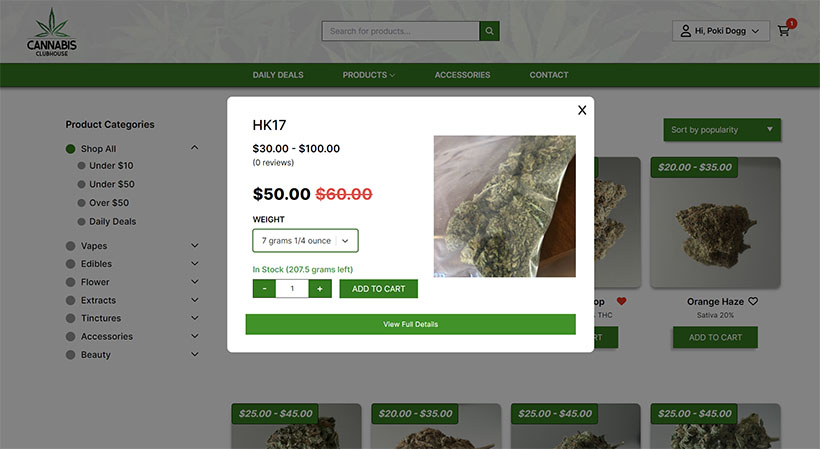 CANNABIS
CLUBHOUSE
Search for products...
Hi, Poki Dogg
1
DAILY DEALS
PRODUCTS
ACCESSORIES
CONTACT
Product Categories
Shop All
Under $10
Under $50
Over $50
Daily Deals
Vapes
Edibles
Flower
Extracts
Tinctures
Accessories
Beauty
X
HK17
$30.00 - $100.00
(0 reviews)
$50.00 $60.00
WEIGHT
7 grams 1/4 ounce
In Stock (207.5 grams left)
- 1 +
ADD TO CART
View Full Details
Sort by popularity
$20.00 - $35.00
THC
Orange Haze
Sativa 20%
ADD TO CART
$25.00 - $45.00
$20.00 - $35.00
$25.00 - $45.00
$25.00 - $45.00